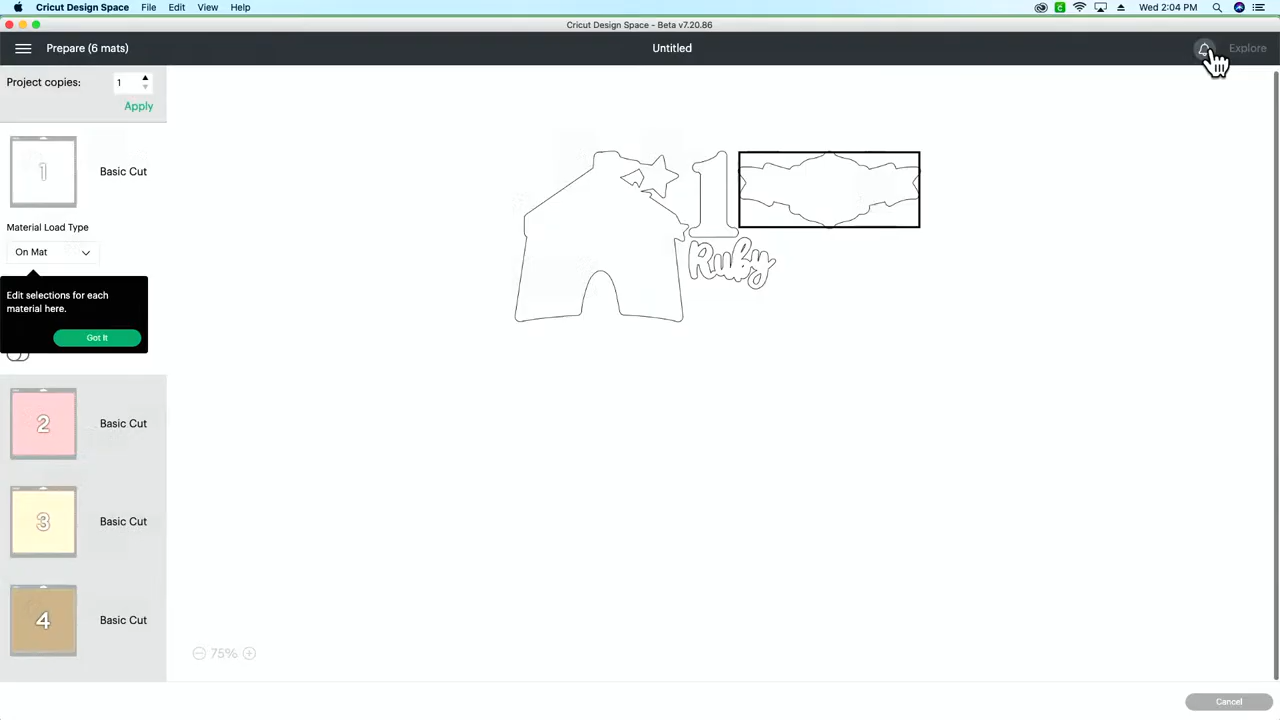 Cricut Design Space File Edit View Help
Wed 2:04 PM
Cricut Design Space - Beta v7.20.86
Prepare (6 mats)
Untitled
Explore
Project copies:
1
Apply
1
Basic Cut
Material Load Type
On Mat
Edit selections for each
material here.
Got It
2
Basic Cut
3
Basic Cut
4
Basic Cut
1
Ruby
75%
Cancel